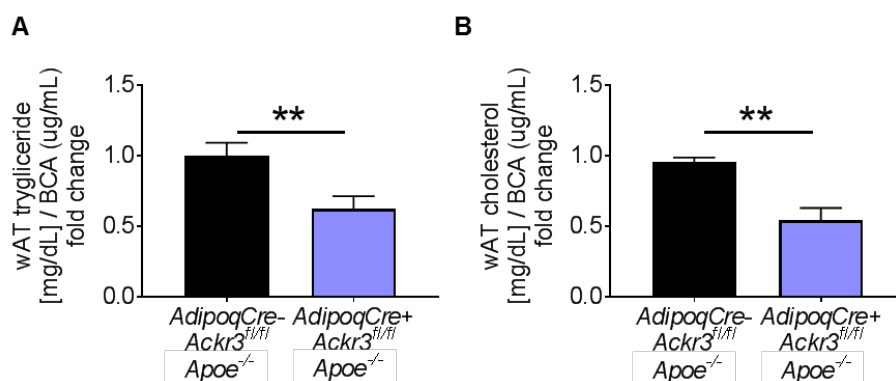 A
wAT trygliceride
[mg/dL] / BCA (ug/mL)
fold change
1.5
1.0
0.5
0.0
**
AdipoqCre- AdipoqCre+
Ackr3fl/fl Ackr3fl/fl
Apoe-/- Apoe-/-
B
wAT cholesterol
[mg/dL] / BCA (ug/mL)
fold change
1.5
1.0
0.5
0.0
**
AdipoqCre- AdipoqCre+
Ackr3fl/fl Ackr3fl/fl
Apoe-/- Apoe-/-